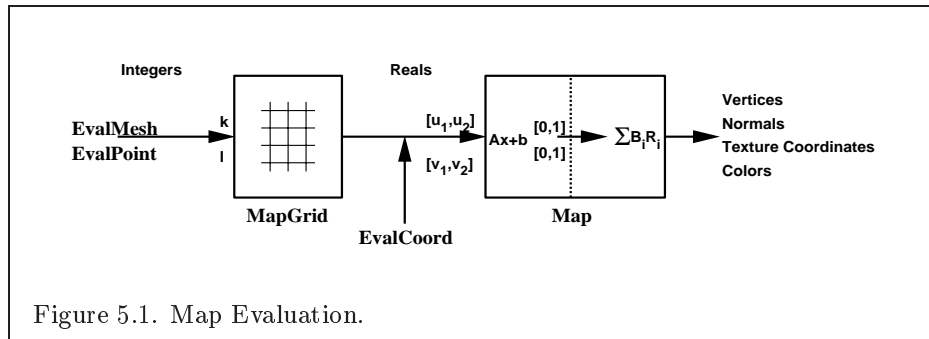 Integers
Reals
EvalMesh
EvalPoint
k
l
MapGrid
[u₁,u₂]
[v₁,v₂]
EvalCoord
Ax+b
[0,1]
[0,1]
ΣBᵢRᵢ
Map
Vertices
Normals
Texture Coordinates
Colors
Figure 5.1. Map Evaluation.